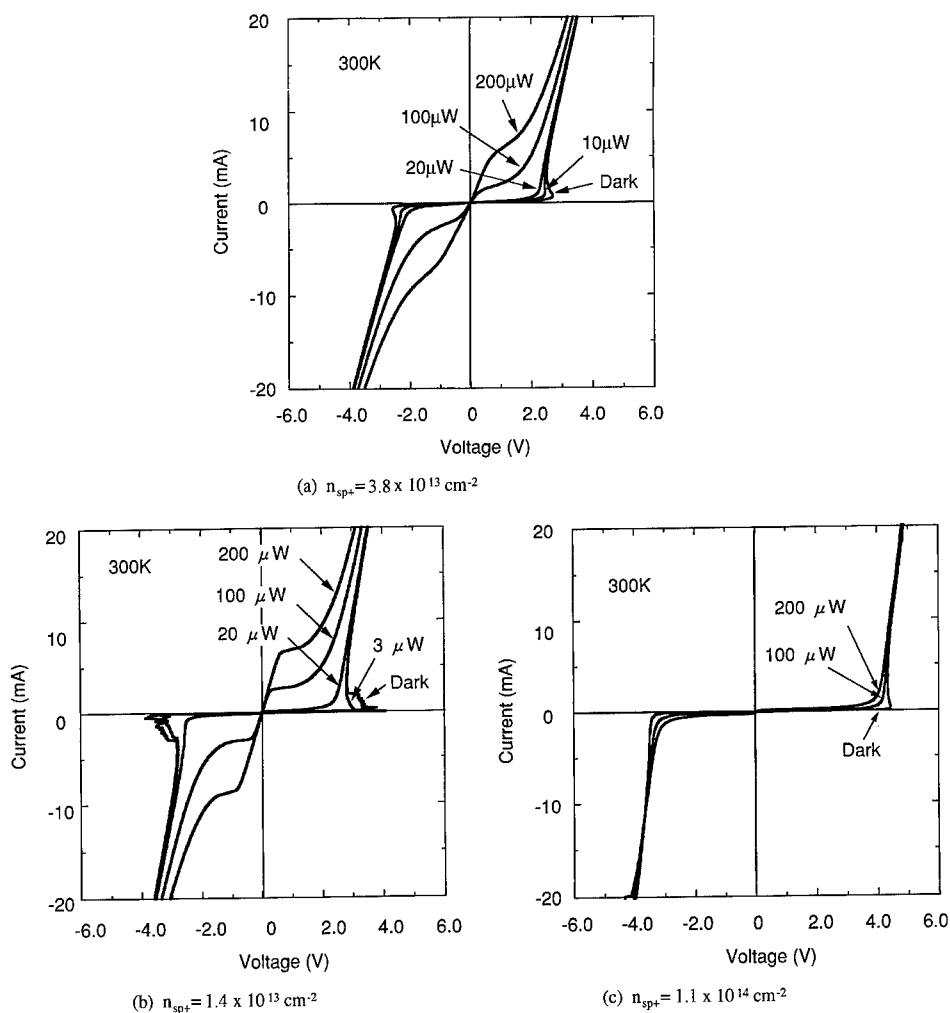 20
300K
200μW
10
100μW
10μW
20μW
Dark
0
Current (mA)
-10
-20
-6.0 -4.0 -2.0 0 2.0 4.0 6.0
Voltage (V)
(a) nsp+= 3.8 x 10 13 cm-2
20
300K
200 μW
100 μW
10
20 μW
3 μW
Dark
0
Current (mA)
-10
-20
-6.0 -4.0 -2.0 0 2.0 4.0 6.0
Voltage (V)
(b) nsp+= 1.4 x 10 13 cm-2
20
300K
200 μW
10
100 μW
0
Dark
Current (mA)
-10
-20
-6.0 -4.0 -2.0 0 2.0 4.0 6.0
Voltage (V)
(c) nsp+= 1.1 x 10 14 cm-2